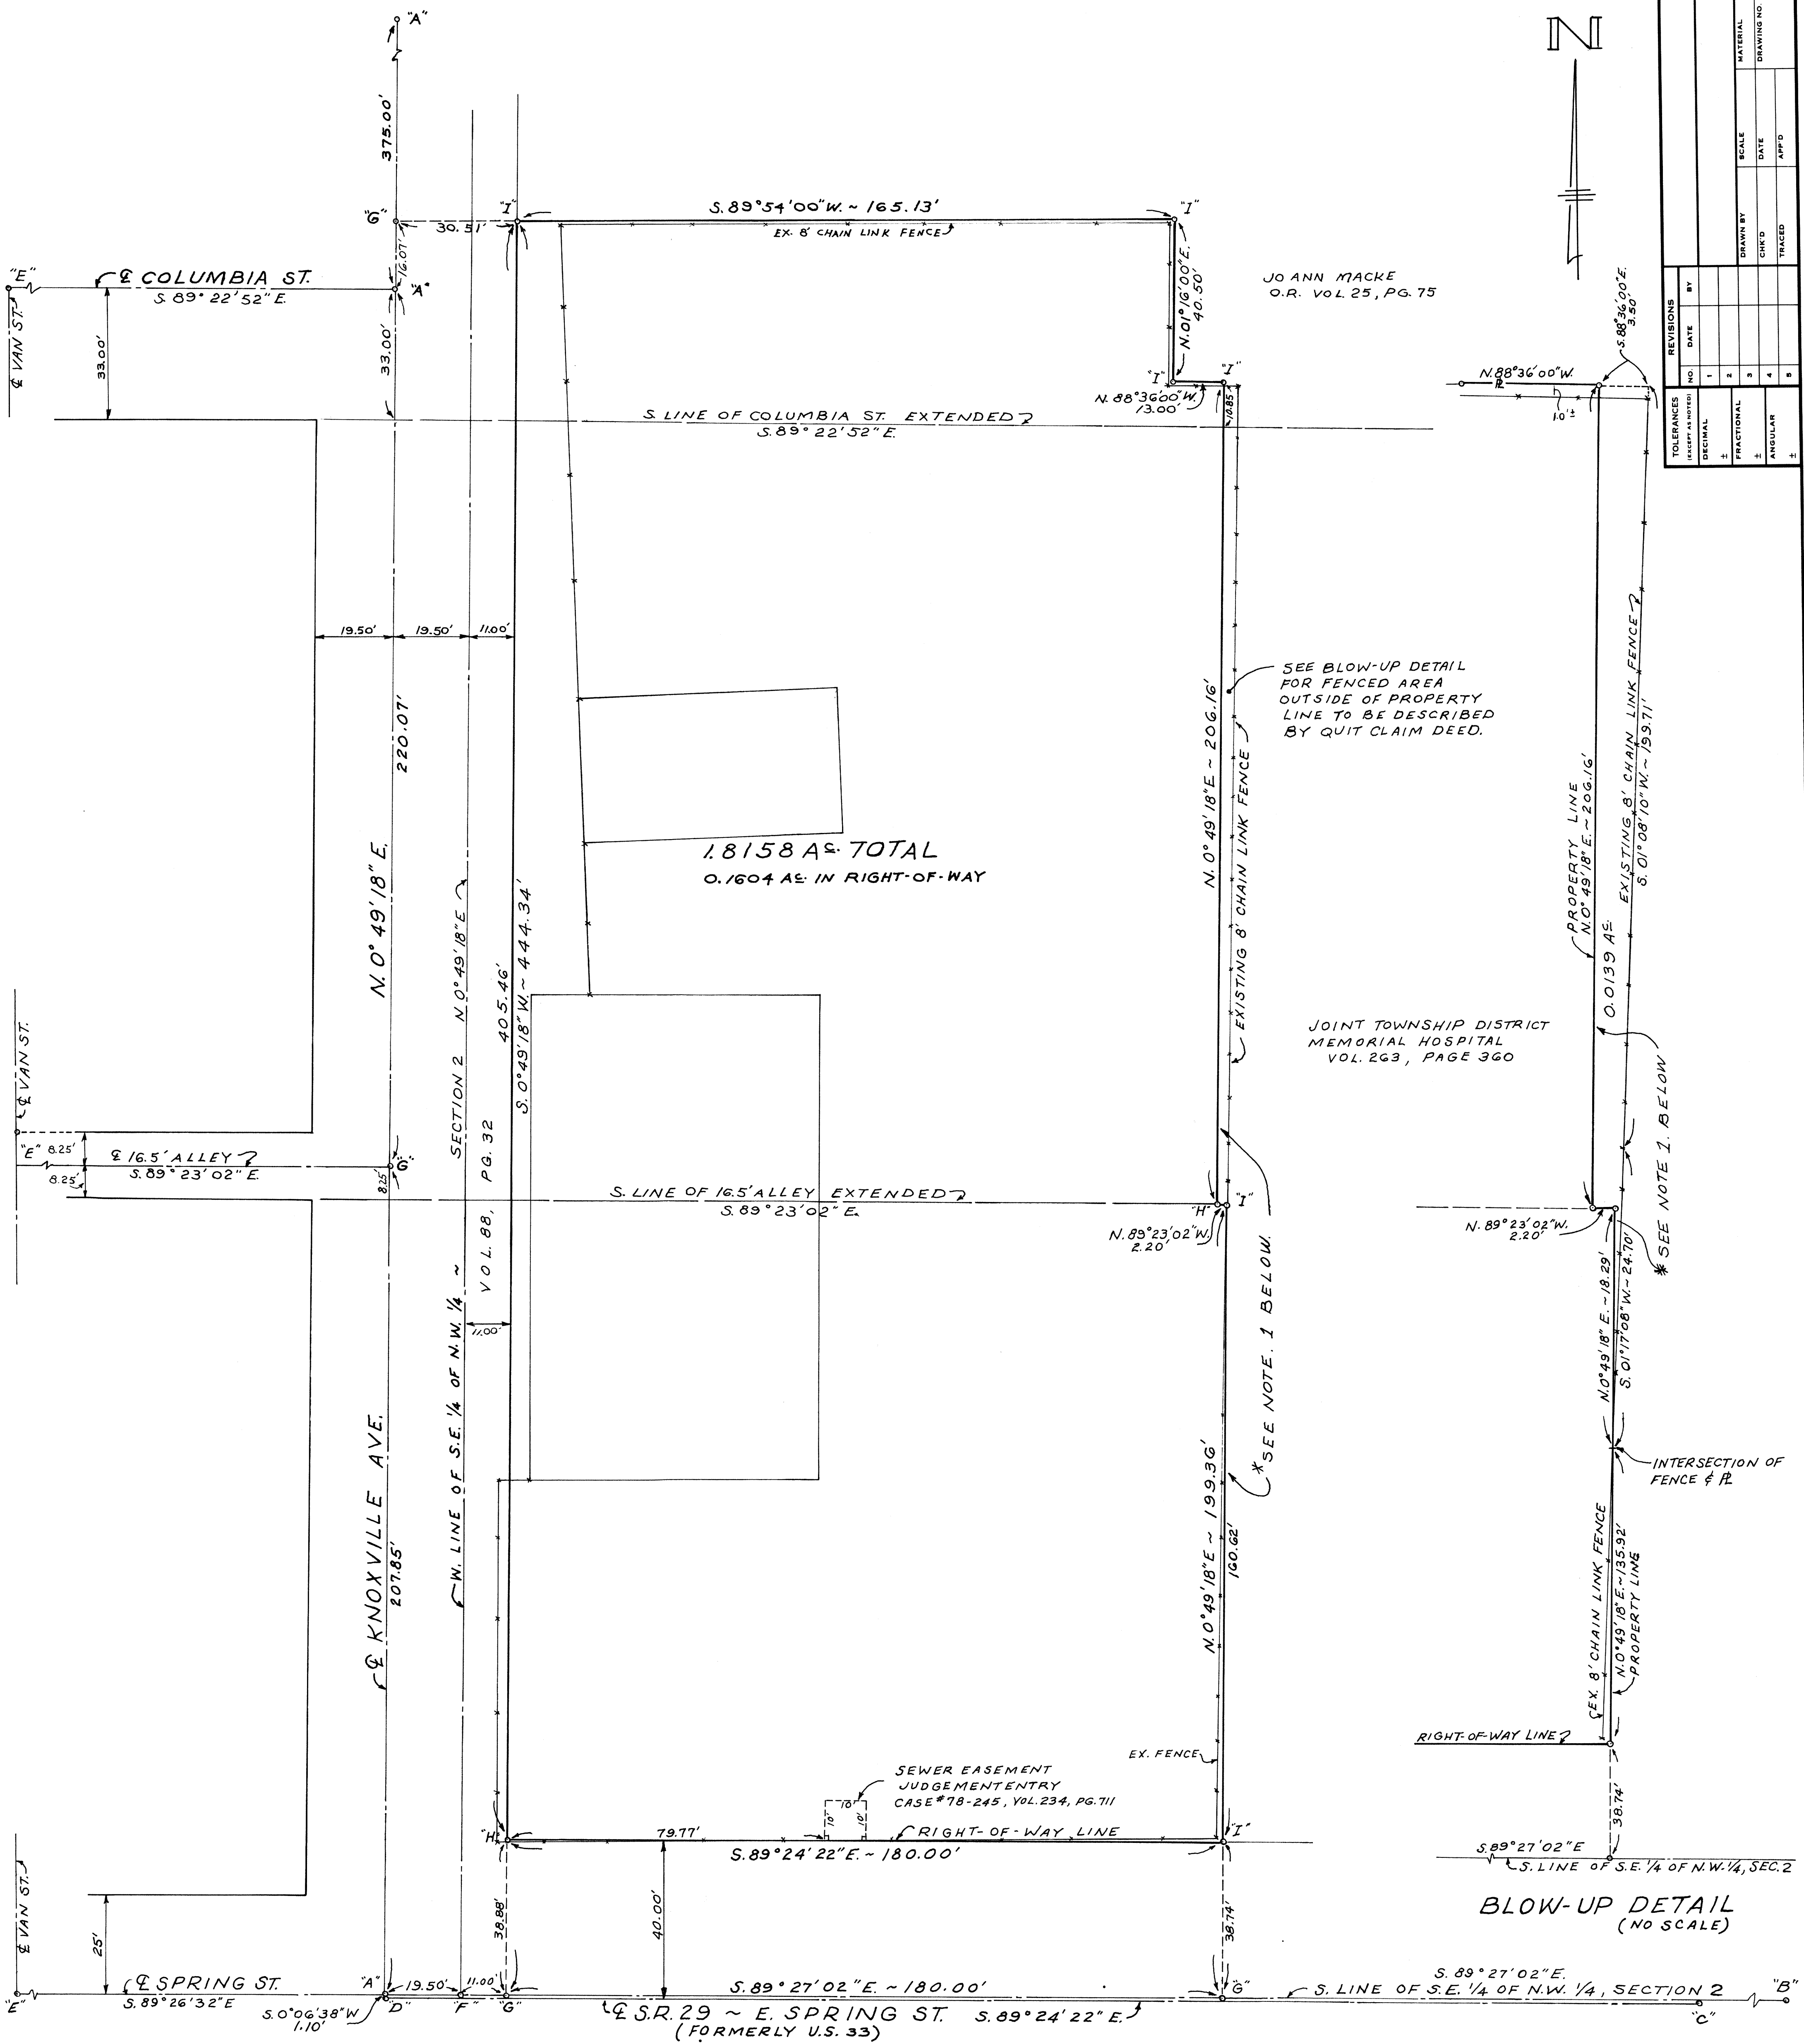 "A"
375.00'
"G"
30.51'
16.07'
"I"
S. 89°54'00"W. ~ 165.13'
EX. 8' CHAIN LINK FENCE
"I"
N.01°16'00"E.
40.50'
"I"
"I"
N. 88°36'00"W.
13.00'
10.85'
JO ANN MACKE
O.R. VOL. 25, PG. 75
N
"E"
℄ COLUMBIA ST.
S. 89° 22' 52" E.
"A"
℄ VAN ST.
33.00'
33.00'
S. LINE OF COLUMBIA ST. EXTENDED
S. 89° 22' 52" E.
19.50'
19.50'
11.00'
220.07'
N. 0° 49' 18" E.
SEE BLOW-UP DETAIL
FOR FENCED AREA
OUTSIDE OF PROPERTY
LINE TO BE DESCRIBED
BY QUIT CLAIM DEED.
N. 0° 49' 18" E ~ 206.16'
EXISTING 8' CHAIN LINK FENCE
1.8158 Ac. TOTAL
0.1604 Ac. IN RIGHT-OF-WAY
SECTION 2 N 0°49'18" E
W. LINE OF S.E. 1/4 OF N.W. 1/4 ~
VOL. 88, PG. 32
405.46'
S. 0°49'18" W. ~ 444.34'
JOINT TOWNSHIP DISTRICT
MEMORIAL HOSPITAL
VOL. 263, PAGE 360
℄ VAN ST.
"E"
8.25'
8.25'
℄ 16.5' ALLEY
S. 89° 23' 02" E.
"G"
8.25'
S. LINE OF 16.5' ALLEY EXTENDED
S. 89° 23' 02" E.
"H"
"I"
N. 89°23'02"W.
2.20'
11.00'
* SEE NOTE. 1 BELOW.
N.0°49'18"E ~ 199.36'
160.62'
℄ KNOXVILLE AVE.
207.85'
EX. FENCE
SEWER EASEMENT
JUDGEMENT ENTRY
CASE #78-245, VOL. 234, PG. 711
10'
10'
10'
"H"
79.77'
RIGHT-OF-WAY LINE
"I"
S. 89° 24' 22" E. ~ 180.00'
38.88'
40.00'
38.74'
℄ VAN ST.
25'
"E"
℄ SPRING ST.
S. 89° 26' 32" E
"A"
"D"
S. 0°06'38"W
1.10'
19.50'
"F"
11.00'
"G"
S. 89° 27' 02" E. ~ 180.00'
"G"
℄ S.R. 29 ~ E. SPRING ST. S. 89° 24' 22" E.
(FORMERLY U.S. 33)
S. 89° 27' 02" E.
S. LINE OF S.E. 1/4 OF N.W. 1/4, SECTION 2
"B"
"C"
N. 88°36'00"W.
℄
S. 88°36'00"E.
3.50'
1.0'±
PROPERTY LINE
N.0°49'18"E. ~ 206.16'
EXISTING 8' CHAIN LINK FENCE
S. 01°08'10"W. ~ 199.71'
0.0139 Ac.
* SEE NOTE 1. BELOW
N. 89°23'02"W.
2.20'
N.0°49'18" E. ~ 18.29'
S. 01°17'08"W. ~ 24.70'
INTERSECTION OF
FENCE & ℄
EX. 8' CHAIN LINK FENCE
N.0°49'18"E. ~ 135.92'
PROPERTY LINE
RIGHT-OF-WAY LINE
38.74'
S. 89° 27' 02" E
S. LINE OF S.E. 1/4 OF N.W. 1/4, SEC. 2
BLOW-UP DETAIL
(NO SCALE)
TOLERANCES
(EXCEPT AS NOTED)
DECIMAL
±
FRACTIONAL
±
ANGULAR
±
REVISIONS
NO. DATE BY
1
2
3
4
5
DRAWN BY SCALE MATERIAL
CHK'D DATE DRAWING NO.
TRACED APP'D